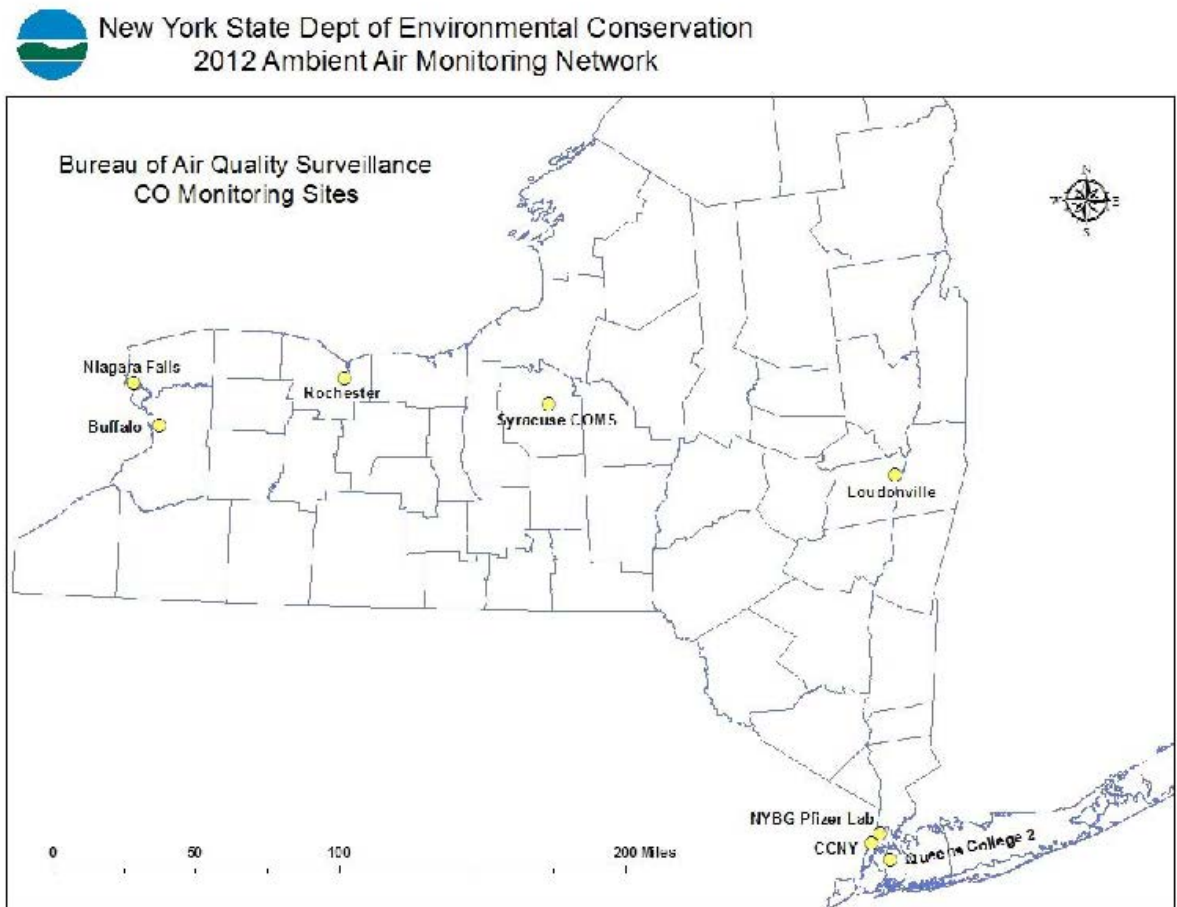 New York State Dept of Environmental Conservation
2012 Ambient Air Monitoring Network
Bureau of Air Quality Surveillance
CO Monitoring Sites
N
W
E
S
Niagara Falls
Rochester
Buffalo
Syracuse COMS
Loudonville
NYBG Pfizer Lab
CCNY
Queens College 2
0 50 100 200 Miles